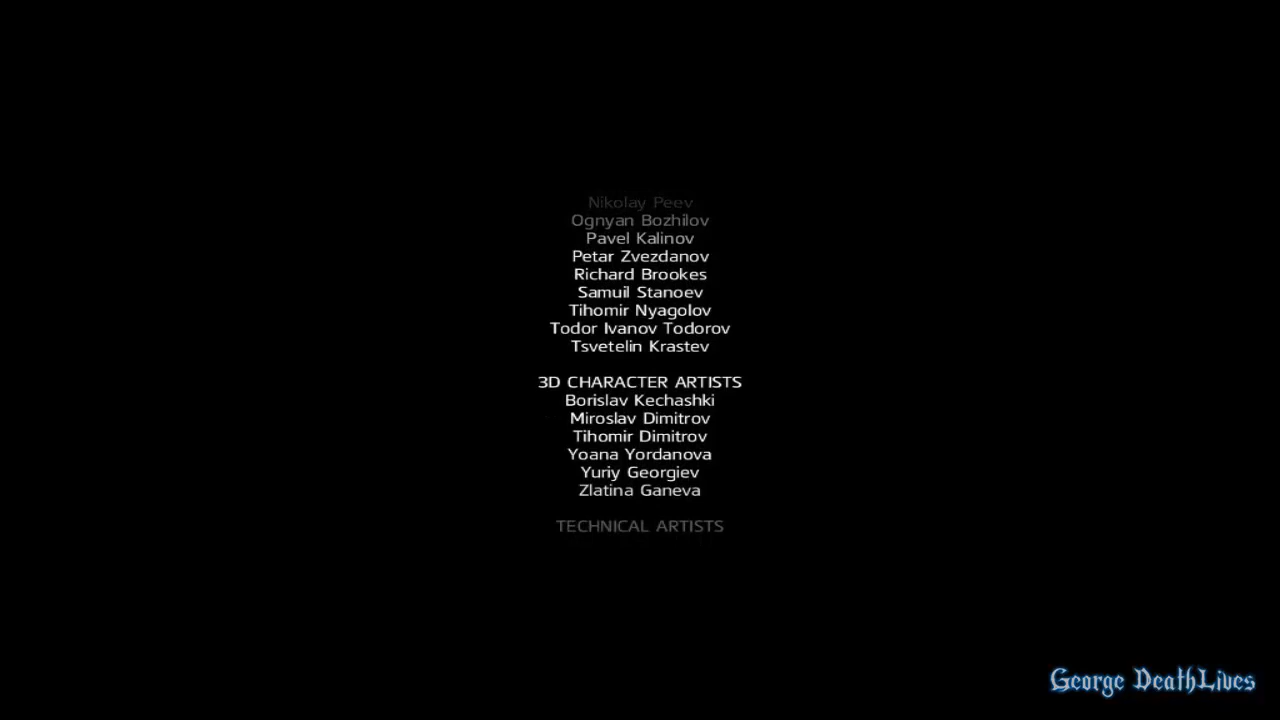 Nikolay Peev
Ognyan Bozhilov
Pavel Kalinov
Petar Zvezdanov
Richard Brookes
Samuil Stanoev
Tihomir Nyagolov
Todor Ivanov Todorov
Tsvetelin Krastev
3D CHARACTER ARTISTS
Borislav Kechashki
Miroslav Dimitrov
Tihomir Dimitrov
Yoana Yordanova
Yuriy Georgiev
Zlatina Ganeva
TECHNICAL ARTISTS
George DeathLives